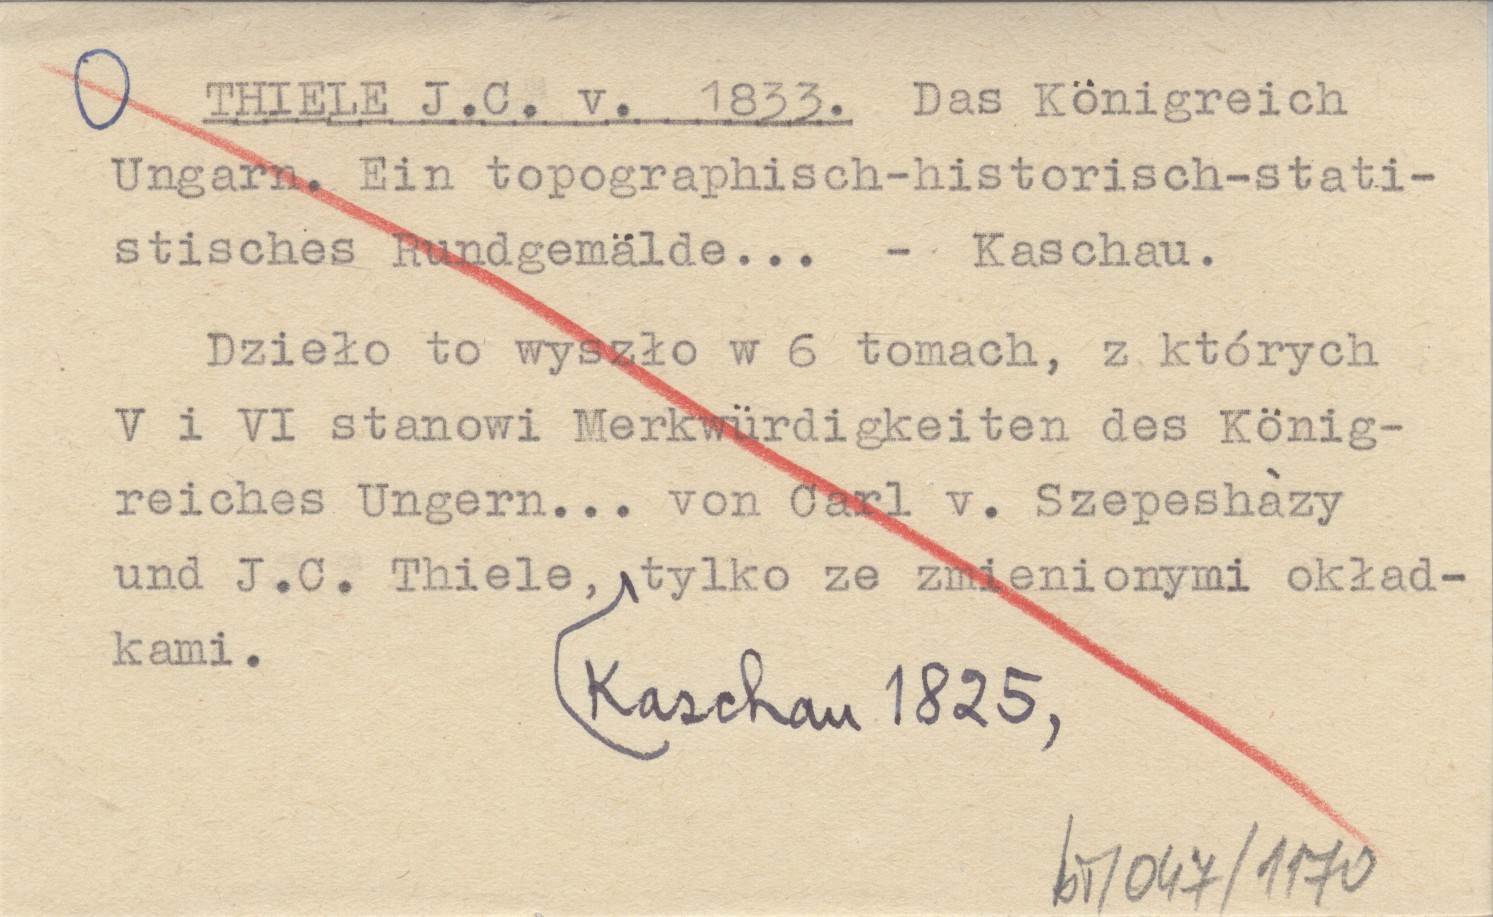 THIELE J.C. v. 1833. Das Königreich
Ungarn. Ein topographisch-historisch-stati-
stisches Rundgemälde... - Kaschau.
Dzieło to wyszło w 6 tomach, z których
V i VI stanowi Merkwürdigkeiten des König-
reiches Ungern... von Carl v. Szepeshàzy
und J.C. Thiele, tylko ze zmienionymi okład-
kami.
Kaschau 1825,
bi/047/1170